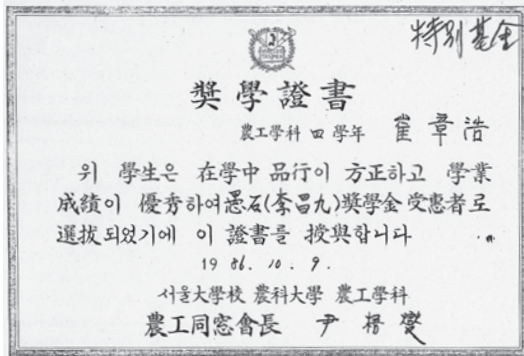 特別基金
奬學證書
農工學科 四 學年 崔章浩
위 學生은 在學中 品行이 方正하고 學業
成績이 優秀하여 愚石(李昌九)奬學金 受惠者로
選拔되었기에 이 證書를 授與합니다
1986. 10. 9.
서울大學校 農科大學 農工學科
農工同窓會長 尹